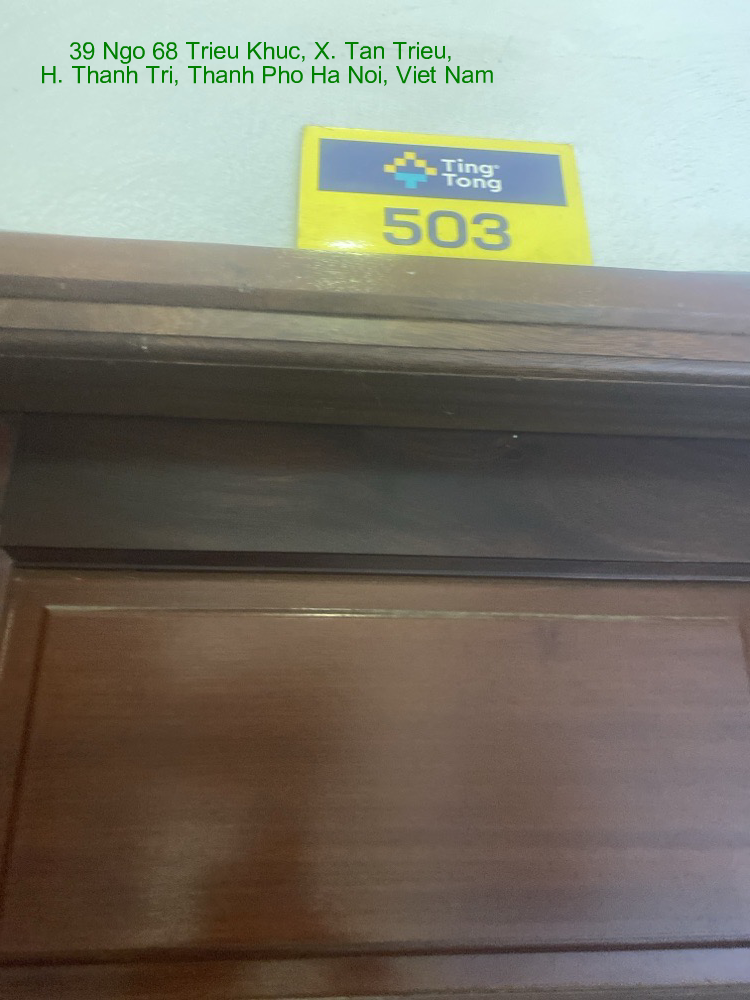 39 Ngo 68 Trieu Khuc, X. Tan Trieu,
H. Thanh Tri, Thanh Pho Ha Noi, Viet Nam
Ting
Tong
503